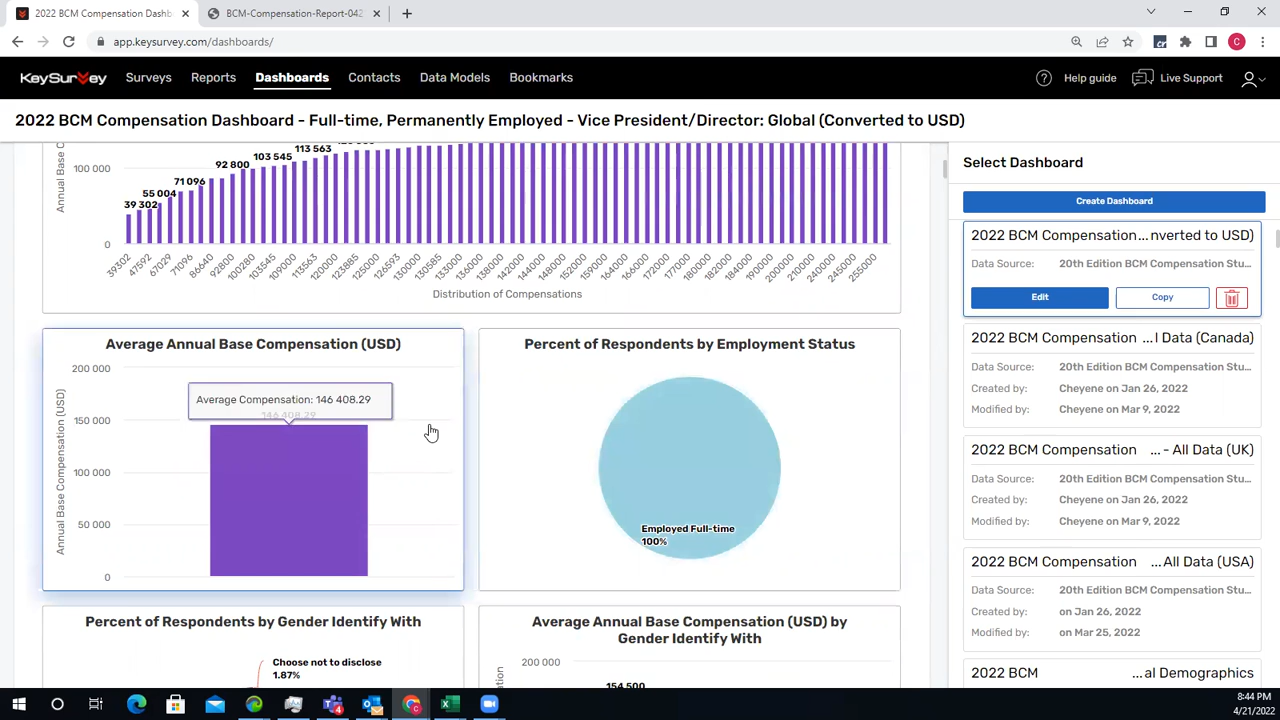 2022 BCM Compensation Dashb
BCM-Compensation-Report-042
app.keysurvey.com/dashboards/
KeySurvey
Surveys
Reports
Dashboards
Contacts
Data Models
Bookmarks
Help guide
Live Support
2022 BCM Compensation Dashboard - Full-time, Permanently Employed - Vice President/Director: Global (Converted to USD)
Annual Base C
100 000
0
39 302
55 004
71 096
92 800
103 545
113 563
39302
47592
67029
71096
86640
92800
100280
103545
109000
113563
120000
123885
126593
130000
130585
133000
136000
138000
142000
144000
148000
152000
159000
164000
166000
172000
177000
180000
182000
184000
190000
200000
210000
240000
245000
255000
Distribution of Compensations
Average Annual Base Compensation (USD)
Annual Base Compensation (USD)
200 000
150 000
100 000
50 000
0
Average Compensation: 146 408.29
146 408.29
Percent of Respondents by Employment Status
Employed Full-time
100%
Percent of Respondents by Gender Identify With
Choose not to disclose
1.87%
Average Annual Base Compensation (USD) by
Gender Identify With
200 000
154 500
Select Dashboard
Create Dashboard
2022 BCM Compensation ...nverted to USD)
Data Source: 20th Edition BCM Compensation Stu...
Edit
Copy
2022 BCM Compensation ...l Data (Canada)
Data Source: 20th Edition BCM Compensation Stu...
Created by: Cheyene on Jan 26, 2022
Modified by: Cheyene on Mar 9, 2022
2022 BCM Compensation ... - All Data (UK)
Data Source: 20th Edition BCM Compensation Stu...
Created by: Cheyene on Jan 26, 2022
Modified by: Cheyene on Mar 9, 2022
2022 BCM Compensation ...All Data (USA)
Data Source: 20th Edition BCM Compensation Stu...
Created by: on Jan 26, 2022
Modified by: on Mar 25, 2022
2022 BCM ...al Demographics
8:44 PM
4/21/2022